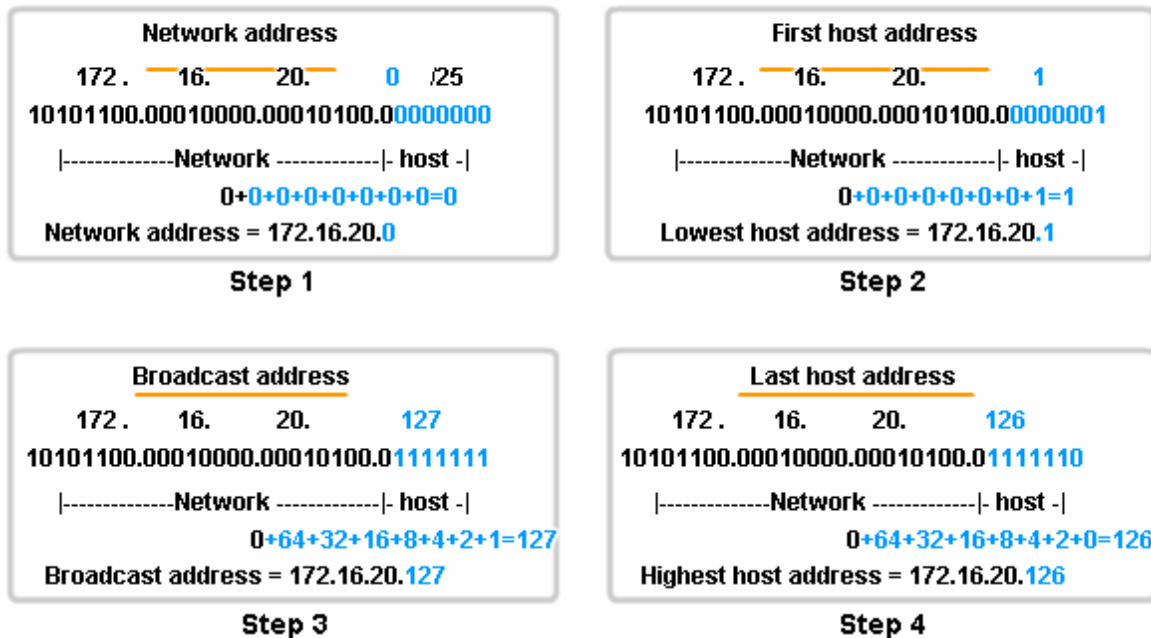 Network address
172. 16. 20. 0 /25
10101100.00010000.00010100.00000000
|--------------Network -------------|- host -|
0+0+0+0+0+0+0+0=0
Network address = 172.16.20.0
Step 1
First host address
172. 16. 20. 1
10101100.00010000.00010100.00000001
|--------------Network -------------|- host -|
0+0+0+0+0+0+0+1=1
Lowest host address = 172.16.20.1
Step 2
Broadcast address
172. 16. 20. 127
10101100.00010000.00010100.01111111
|--------------Network -------------|- host -|
0+64+32+16+8+4+2+1=127
Broadcast address = 172.16.20.127
Step 3
Last host address
172. 16. 20. 126
10101100.00010000.00010100.01111110
|--------------Network -------------|- host -|
0+64+32+16+8+4+2+0=126
Highest host address = 172.16.20.126
Step 4